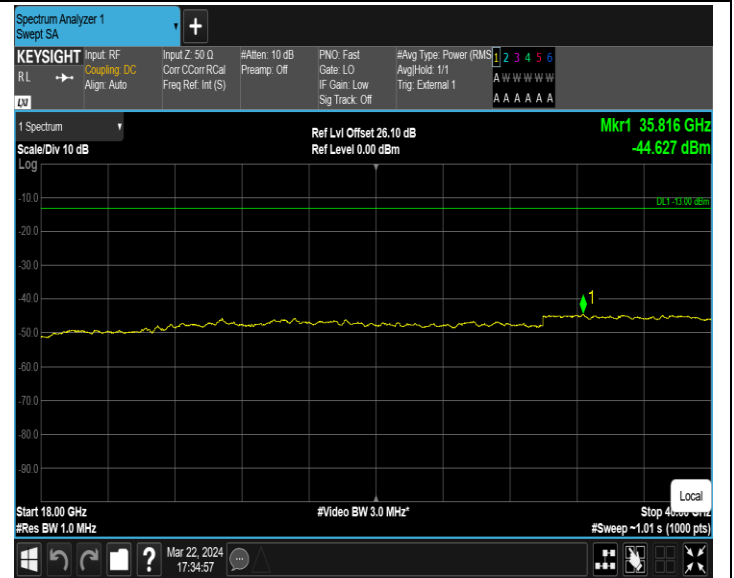 Spectrum Analyzer 1
Swept SA
+
KEYSIGHT Input: RF
Coupling: DC
Align: Auto
RL
LXI
Input Z: 50 Ω
Corr CCorr RCal
Freq Ref: Int (S)
#Atten: 10 dB
Preamp: Off
PNO: Fast
Gate: LO
IF Gain: Low
Sig Track: Off
#Avg Type: Power (RMS
Avg|Hold: 1/1
Trig: External 1
1 2 3 4 5 6
A W W W W W
A A A A A A
1 Spectrum
Scale/Div 10 dB
Ref Lvl Offset 26.10 dB
Ref Level 0.00 dBm
Mkr1 35.816 GHz
-44.627 dBm
Log
-10.0
DL1 -13.00 dBm
-20.0
-30.0
-40.0
1
-50.0
-60.0
-70.0
-80.0
-90.0
Local
Start 18.00 GHz
#Video BW 3.0 MHz*
Stop
#Res BW 1.0 MHz
#Sweep ~1.01 s (1000 pts)
?
Mar 22, 2024
17:34:57